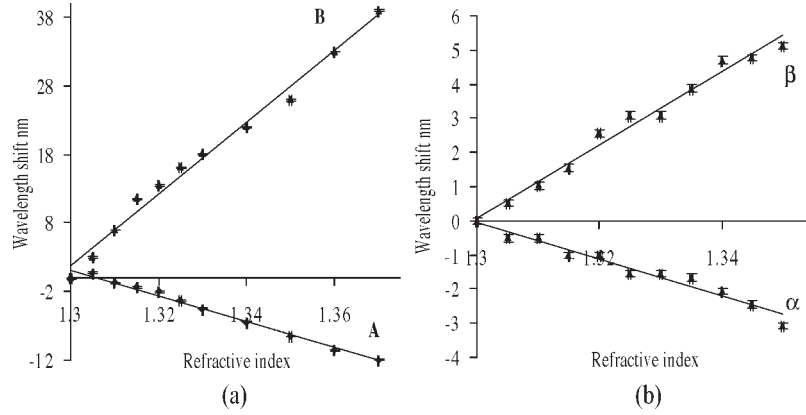 38
28
18
8
-2
-12
Wavelength shift nm
B
A
1.3
1.32
1.34
1.36
Refractive index
(a)
6
5
4
3
2
1
0
-1
-2
-3
-4
Wavelength shift nm
β
α
1.3
1.32
1.34
Refractive index
(b)